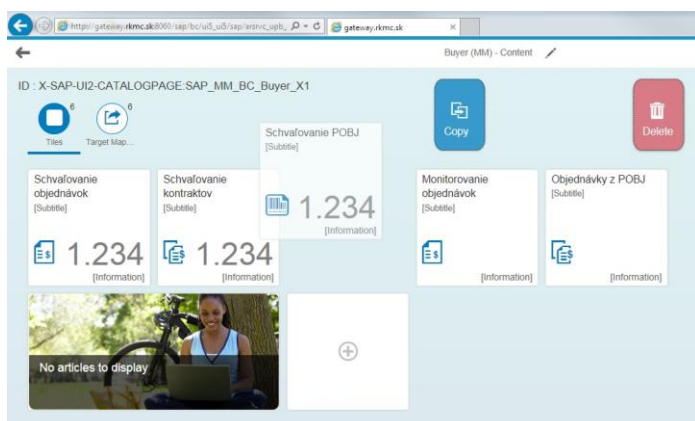 http://gateway.rkmc.sk:8000/sap/bc/ui5_ui5/sap/arsrvc_upb_
gateway.rkmc.sk
Buyer (MM) - Content
ID : X-SAP-UI2-CATALOGPAGE:SAP_MM_BC_Buyer_X1
6
6
Tiles
Target Map...
Copy
Delete
Schvaľovanie POBJ
[Subtitle]
1.234
[Information]
Schvaľovanie
objednávok
[Subtitle]
1.234
[Information]
Schvaľovanie
kontraktov
[Subtitle]
1.234
[Information]
Monitorovanie
objednávok
[Subtitle]
[Information]
Objednávky z POBJ
[Subtitle]
[Information]
No articles to display